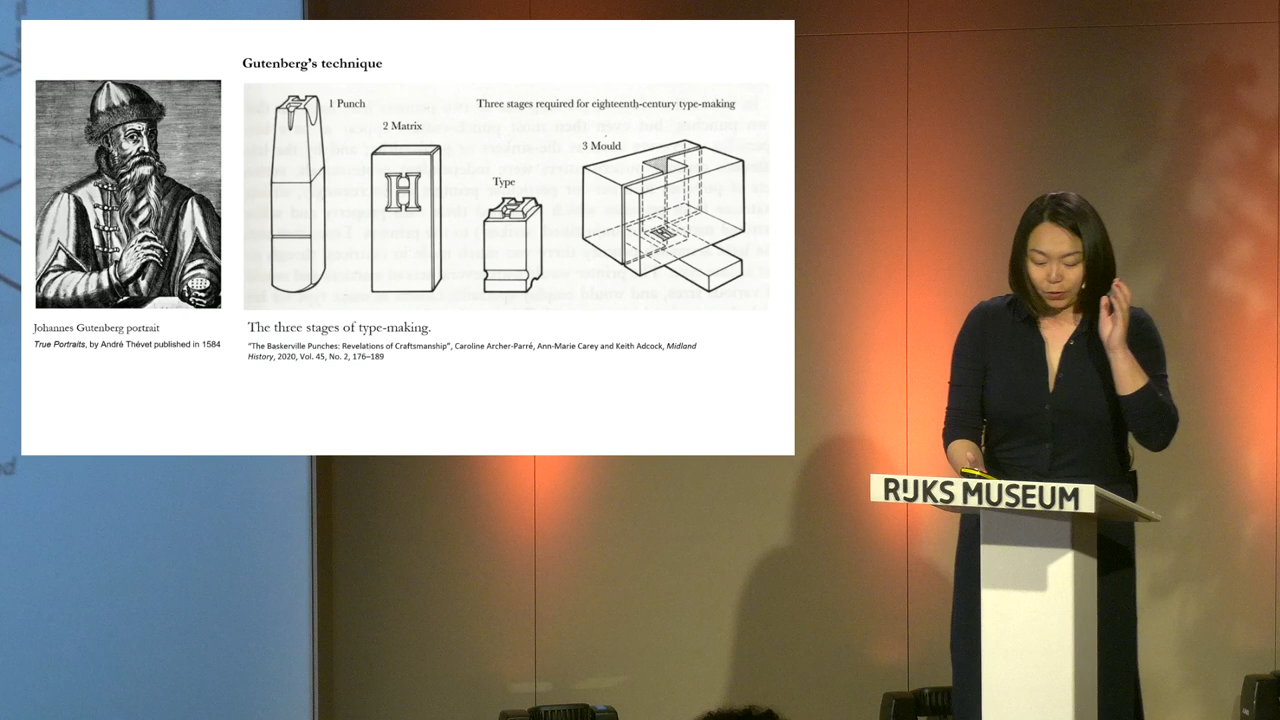 Gutenberg's technique
1 Punch
2 Matrix
Type
Three stages required for eighteenth-century type-making
3 Mould
H
Johannes Gutenberg portrait
True Portraits, by André Thévet published in 1584
The three stages of type-making.
"The Baskerville Punches: Revelations of Craftsmanship", Caroline Archer-Parré, Ann-Marie Carey and Keith Adcock, Midland
History, 2020, Vol. 45, No. 2, 176–189
RIJKS MUSEUM